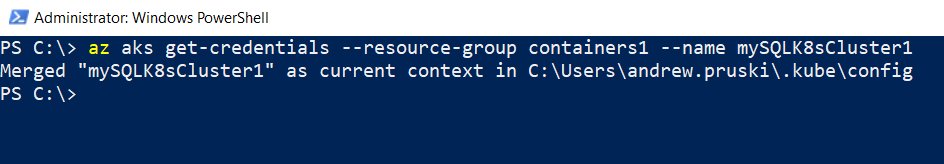 Administrator: Windows PowerShell
PS C:\> az aks get-credentials --resource-group containers1 --name mySQLK8sCluster1
Merged "mySQLK8sCluster1" as current context in C:\Users\andrew.pruski\.kube\config
PS C:\>